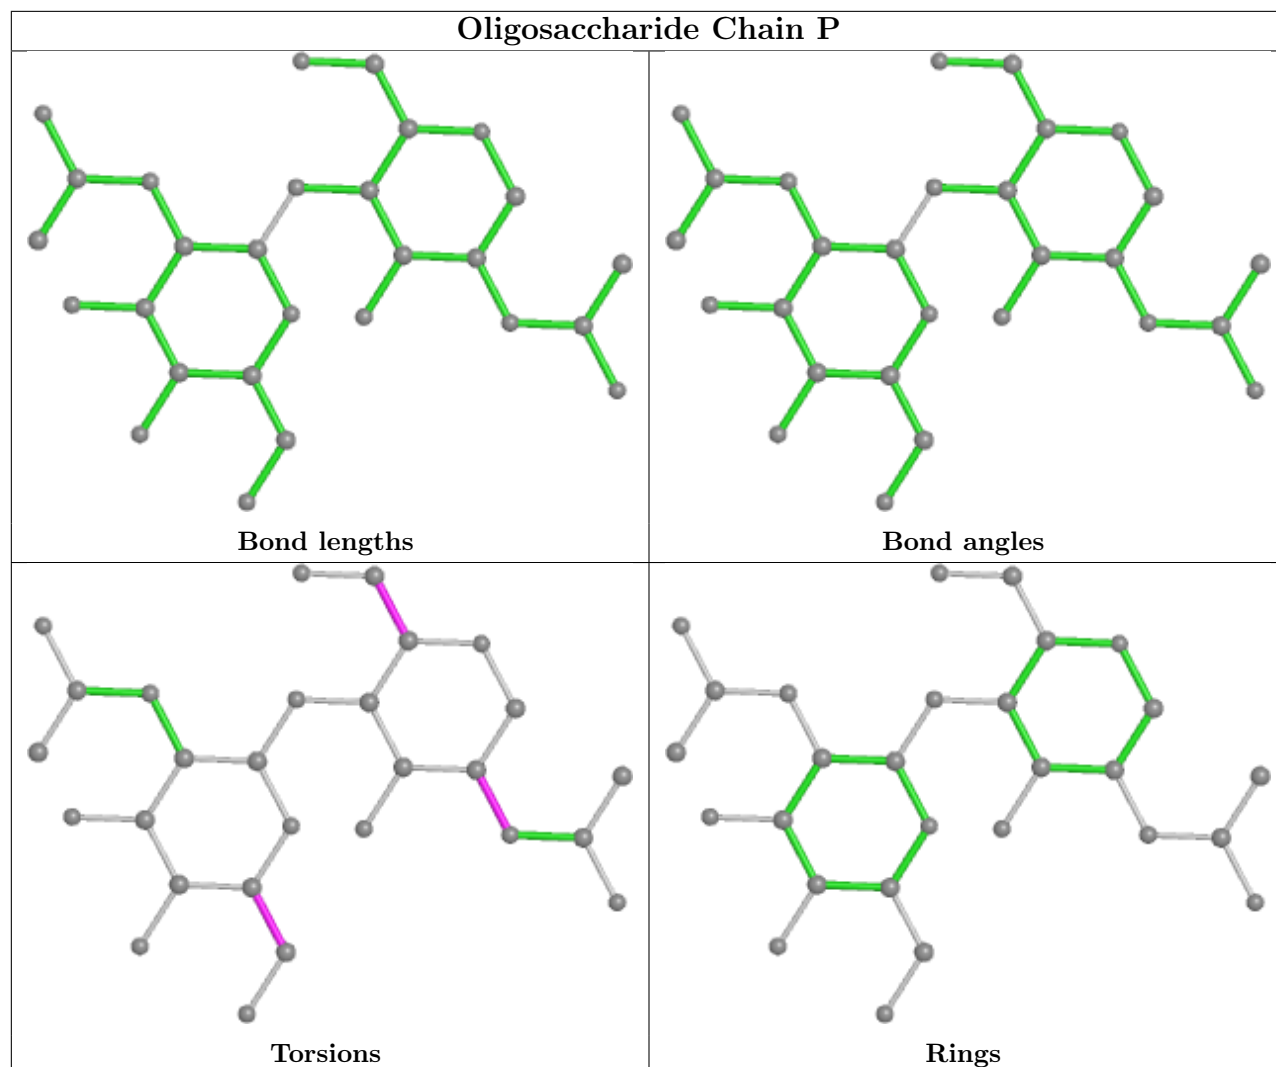 Oligosaccharide Chain P
Bond lengths
Bond angles
Torsions
Rings